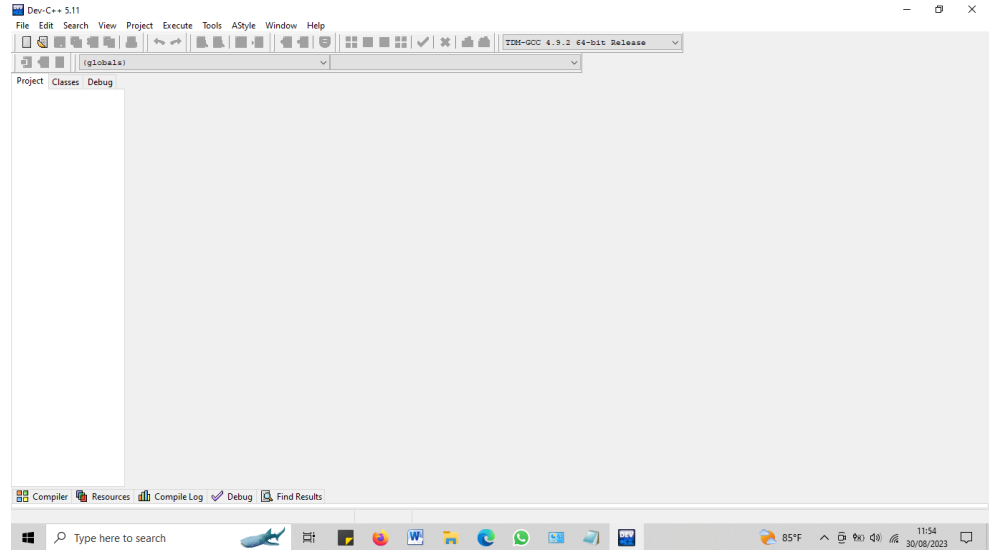 Dev-C++ 5.11
File Edit Search View Project Execute Tools AStyle Window Help
TDM-GCC 4.9.2 64-bit Release
(globals)
Project Classes Debug
Compiler Resources Compile Log Debug Find Results
Type here to search
85°F
11:54
30/08/2023